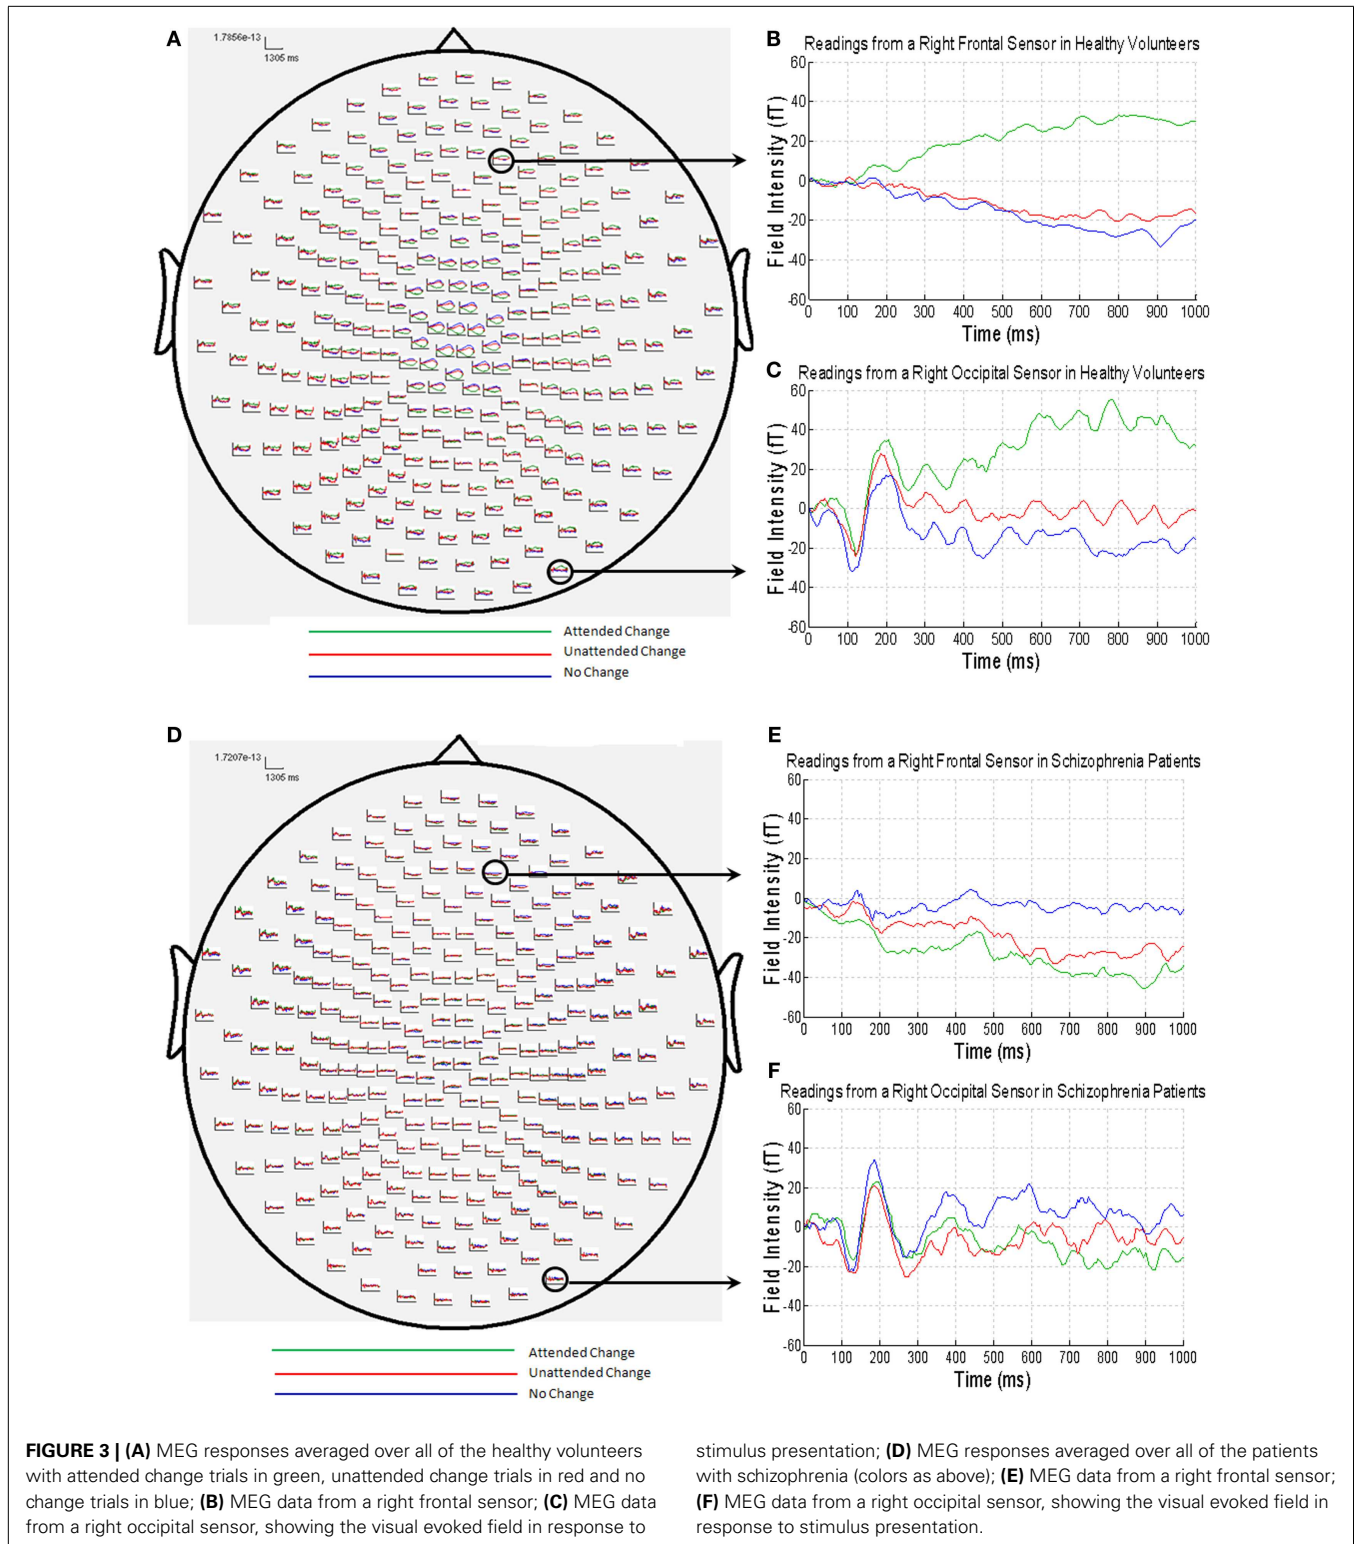 A
1.7856e-13
1305 ms
Attended Change
Unattended Change
No Change
B
Readings from a Right Frontal Sensor in Healthy Volunteers
60
40
20
0
-20
-40
-60
0 100 200 300 400 500 600 700 800 900 1000
Field Intensity (fT)
Time (ms)
C
Readings from a Right Occipital Sensor in Healthy Volunteers
60
40
20
0
-20
-40
-60
0 100 200 300 400 500 600 700 800 900 1000
Field Intensity (fT)
Time (ms)
D
1.7207e-13
1305 ms
Attended Change
Unattended Change
No Change
E
Readings from a Right Frontal Sensor in Schizophrenia Patients
60
40
20
0
-20
-40
-60
0 100 200 300 400 500 600 700 800 900 1000
Field Intensity (fT)
Time (ms)
F
Readings from a Right Occipital Sensor in Schizophrenia Patients
60
40
20
0
-20
-40
-60
0 100 200 300 400 500 600 700 800 900 1000
Field Intensity (fT)
Time (ms)
FIGURE 3 | (A) MEG responses averaged over all of the healthy volunteers
with attended change trials in green, unattended change trials in red and no
change trials in blue; (B) MEG data from a right frontal sensor; (C) MEG data
from a right occipital sensor, showing the visual evoked field in response to
stimulus presentation; (D) MEG responses averaged over all of the patients
with schizophrenia (colors as above); (E) MEG data from a right frontal sensor;
(F) MEG data from a right occipital sensor, showing the visual evoked field in
response to stimulus presentation.